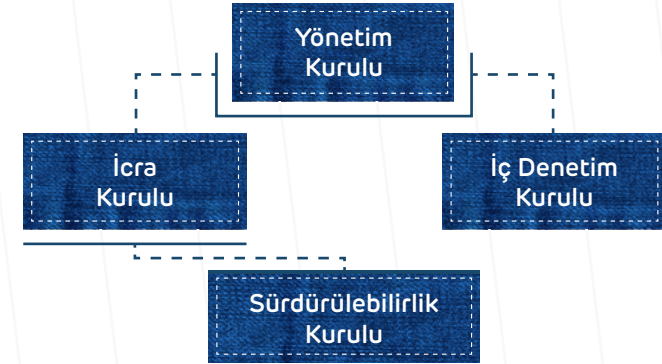 Yönetim
Kurulu
İcra
Kurulu
İç Denetim
Kurulu
Sürdürülebilirlik
Kurulu